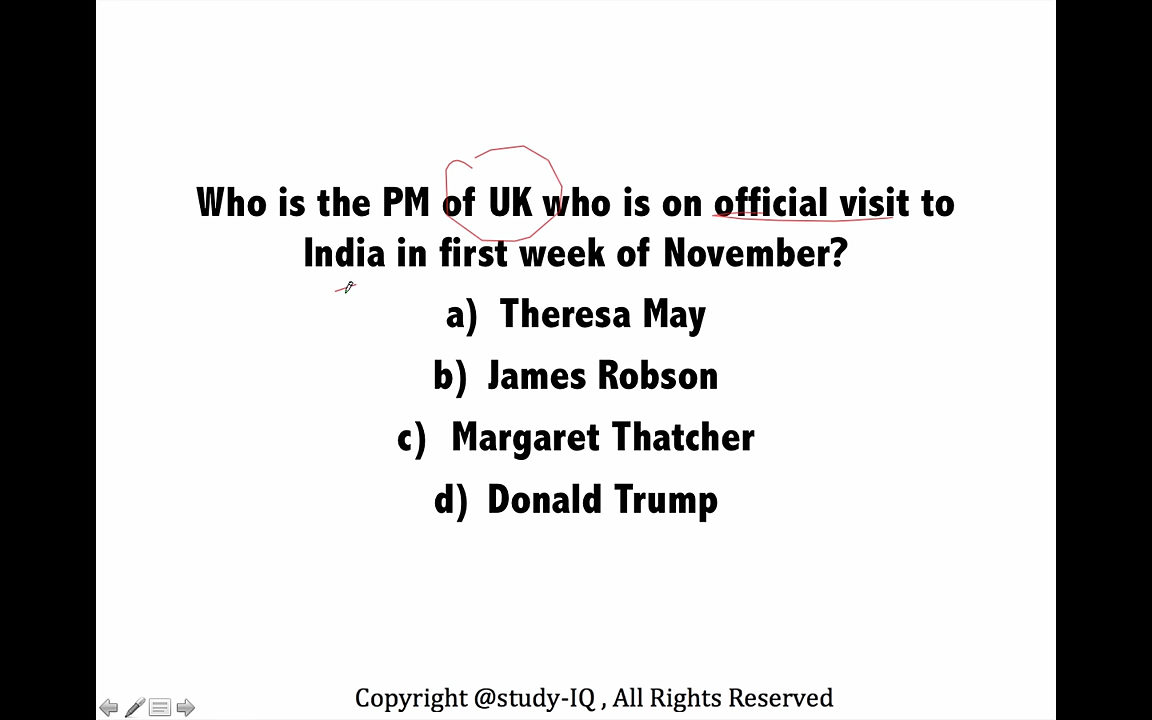 Who is the PM of UK who is on official visit to
India in first week of November?
a) Theresa May
b) James Robson
c) Margaret Thatcher
d) Donald Trump
Copyright @study-IQ , All Rights Reserved